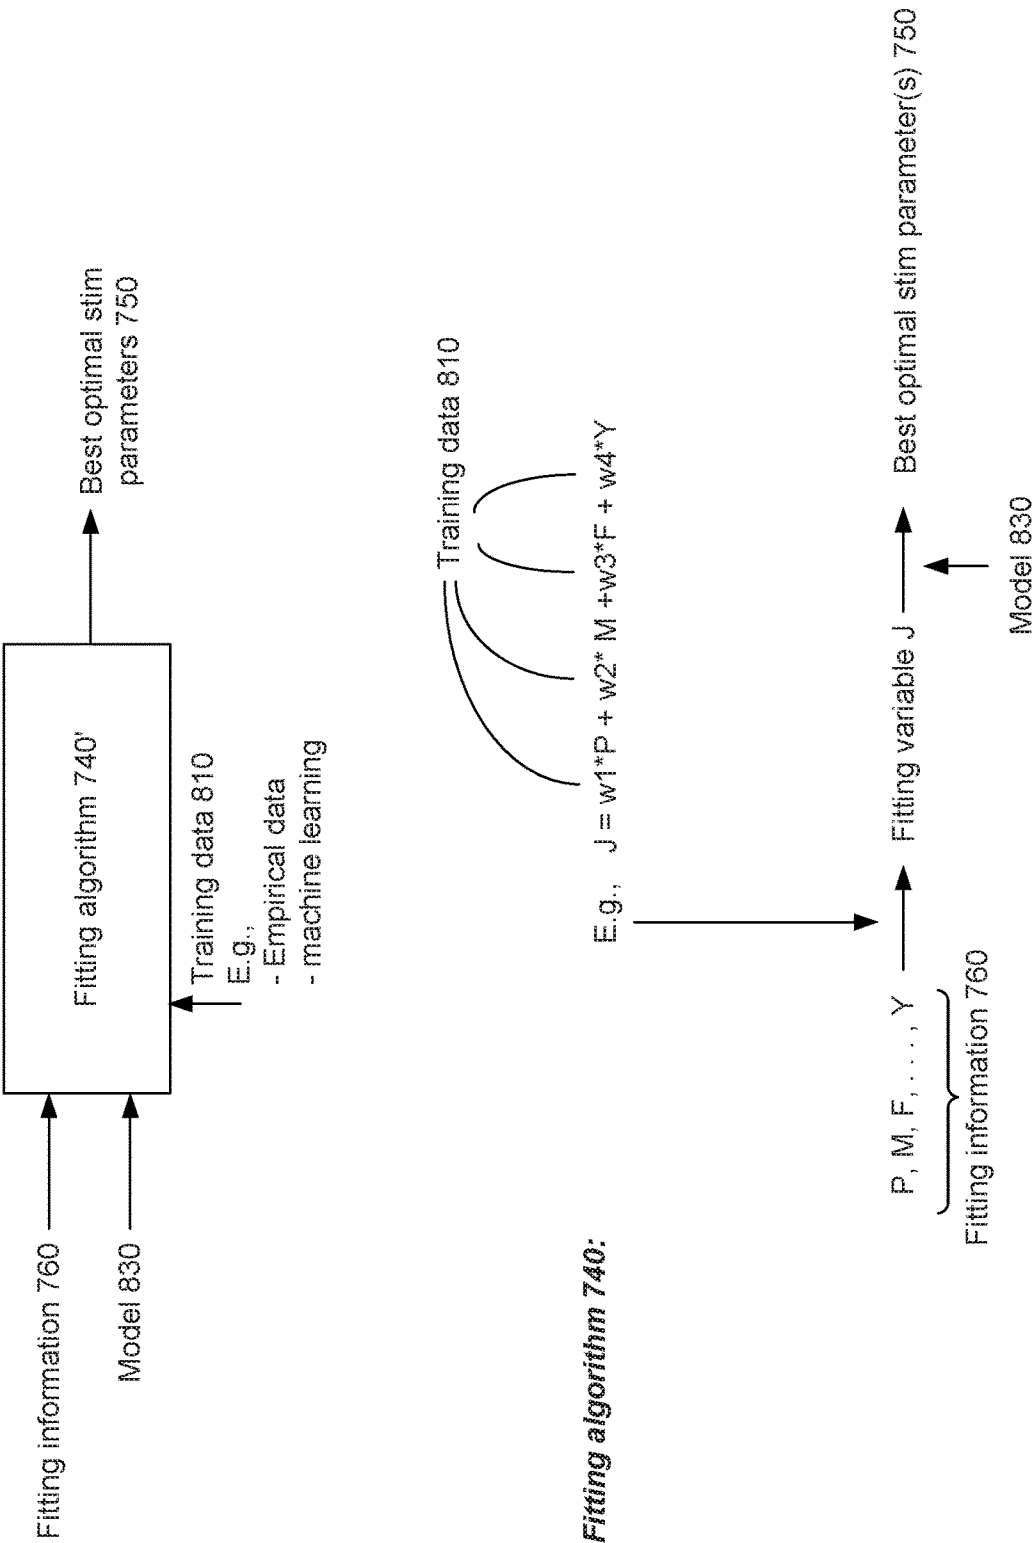 Fitting information 760
Model 830
Fitting algorithm 740'
Best optimal stim
parameters 750
Training data 810
E.g.,
- Empirical data
- machine learning
Fitting algorithm 740:
Training data 810
E.g., J = w1*P + w2* M +w3*F + w4*Y
P, M, F, . . . , Y
Fitting variable J
Best optimal stim parameter(s) 750
Fitting information 760
Model 830